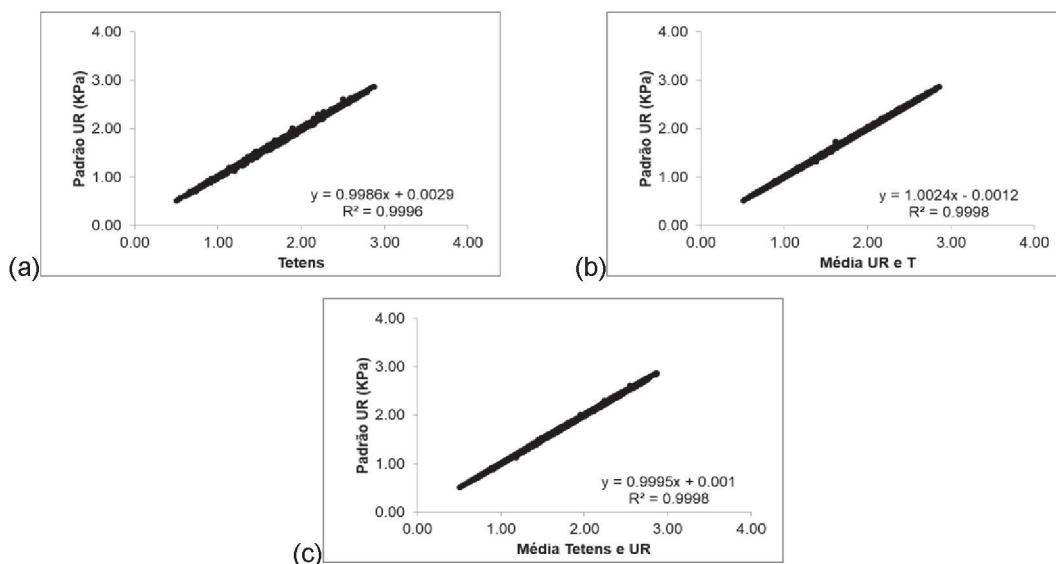 4.00
3.00
2.00
1.00
0.00
0.00 1.00 2.00 3.00 4.00
Padrão UR (KPa)
y = 0.9986x + 0.0029
R² = 0.9996
Tetens
(a)
4.00
3.00
2.00
1.00
0.00
0.00 1.00 2.00 3.00 4.00
Padrão UR (KPa)
y = 1.0024x - 0.0012
R² = 0.9998
Média UR e T
(b)
4.00
3.00
2.00
1.00
0.00
0.00 1.00 2.00 3.00 4.00
Padrão UR (KPa)
y = 0.9995x + 0.001
R² = 0.9998
Média Tetens e UR
(c)